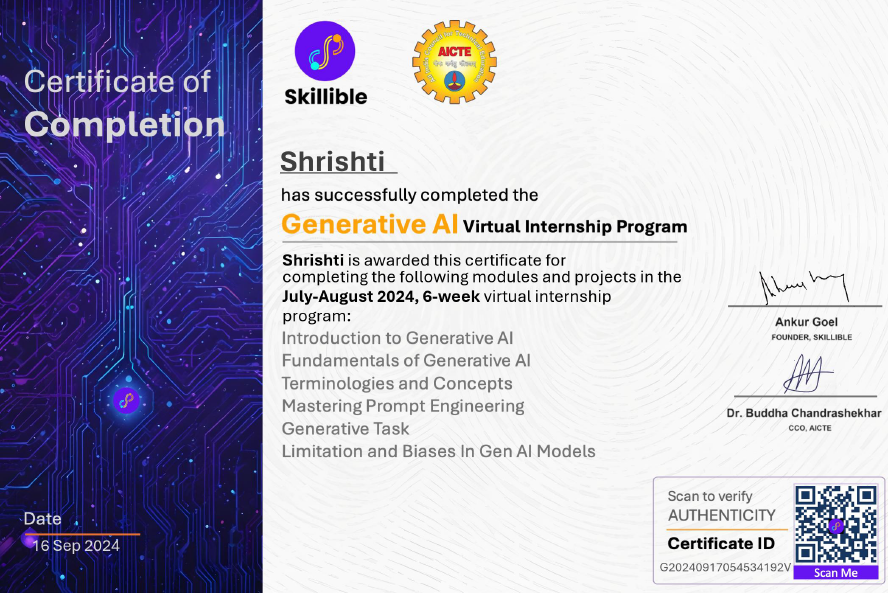 Certificate of
Completion
Skillible
AICTE
Shrishti
has successfully completed the
Generative AI Virtual Internship Program
Shrishti is awarded this certificate for
completing the following modules and projects in the
July-August 2024, 6-week virtual internship
program:
Introduction to Generative AI
Fundamentals of Generative AI
Terminologies and Concepts
Mastering Prompt Engineering
Generative Task
Limitation and Biases In Gen AI Models
Ankur Goel
FOUNDER, SKILLIBLE
Dr. Buddha Chandrashekhar
CCO, AICTE
Date
16 Sep 2024
Scan to verify
AUTHENTICITY
Certificate ID
G20240917054534192V
Scan Me